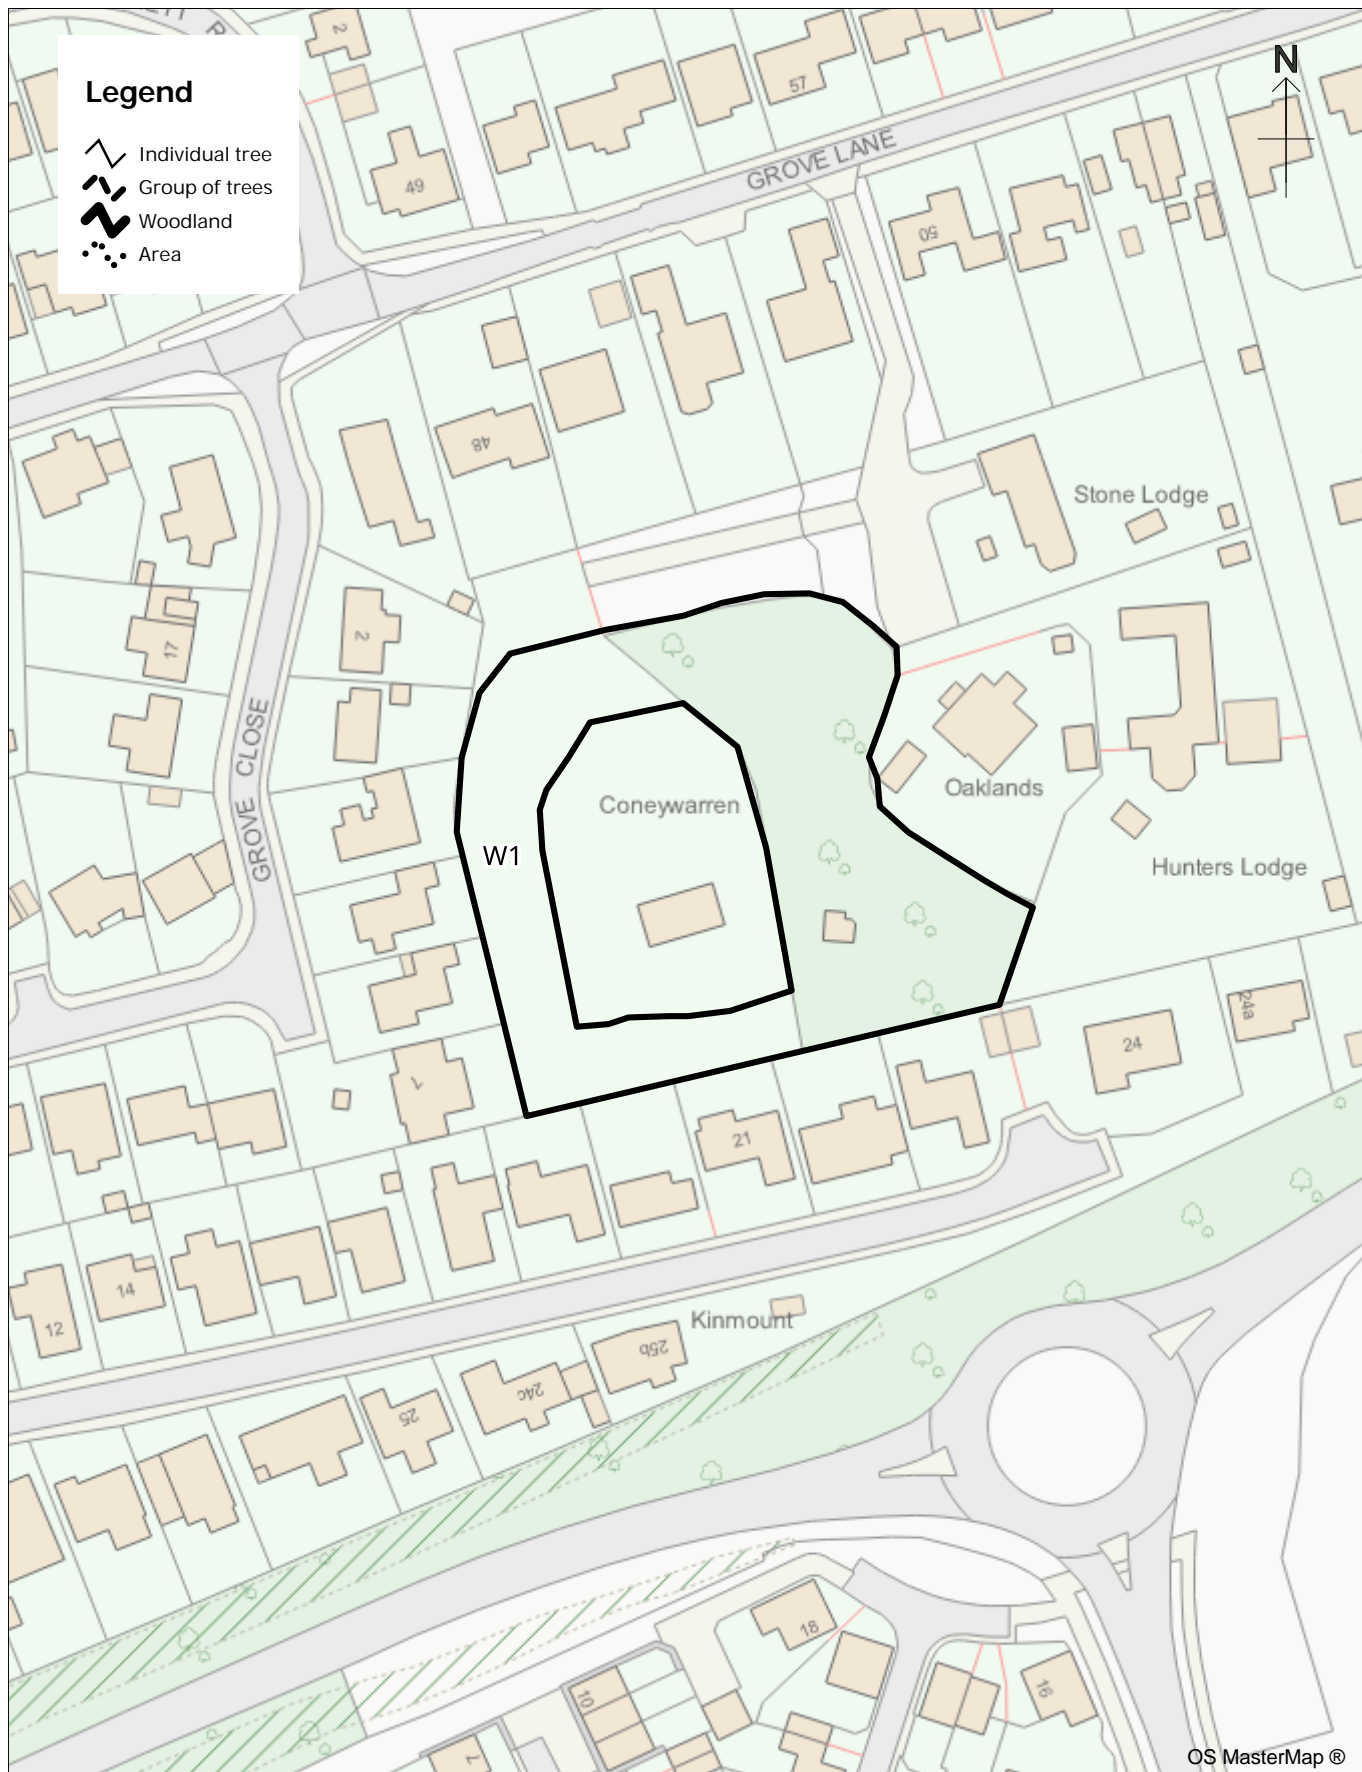 Legend
Individual tree
Group of trees
Woodland
Area
N
2
57
GROVE LANE
49
50
48
Stone Lodge
2
17
GROVE CLOSE
Coneywarren
Oaklands
W1
Hunters Lodge
24a
24
1
21
14
12
Kinmount
25b
24c
25
18
10
16
7
OS MasterMap ®